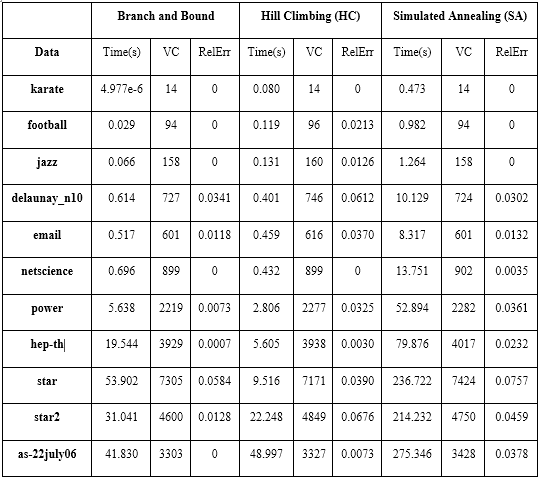 Branch and Bound Hill Climbing (HC) Simulated Annealing (SA)
Data Time(s) VC RelErr Time(s) VC RelErr Time(s) VC RelErr
karate 4.977e-6 14 0 0.080 14 0 0.473 14 0
football 0.029 94 0 0.119 96 0.0213 0.982 94 0
jazz 0.066 158 0 0.131 160 0.0126 1.264 158 0
delaunay_n10 0.614 727 0.0341 0.401 746 0.0612 10.129 724 0.0302
email 0.517 601 0.0118 0.459 616 0.0370 8.317 601 0.0132
netscience 0.696 899 0 0.432 899 0 13.751 902 0.0035
power 5.638 2219 0.0073 2.806 2277 0.0325 52.894 2282 0.0361
hep-th 19.544 3929 0.0007 5.605 3938 0.0030 79.876 4017 0.0232
star 53.902 7305 0.0584 9.516 7171 0.0390 236.722 7424 0.0757
star2 31.041 4600 0.0128 22.248 4849 0.0676 214.232 4750 0.0459
as-22july06 41.830 3303 0 48.997 3327 0.0073 275.346 3428 0.0378